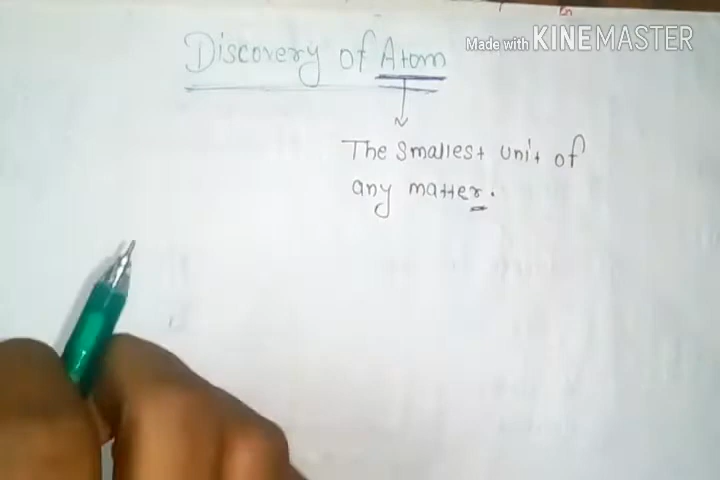 Discovery of Atom
Made with KINEMASTER
The smallest unit of
any matter.